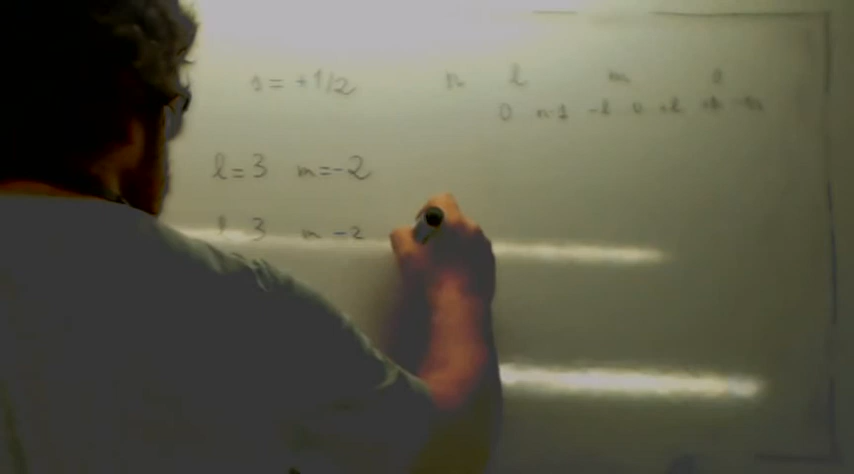 s = +1/2 n l m s
0 n-1 -l 0 +l
l=3 m=-2
l 3 m -2